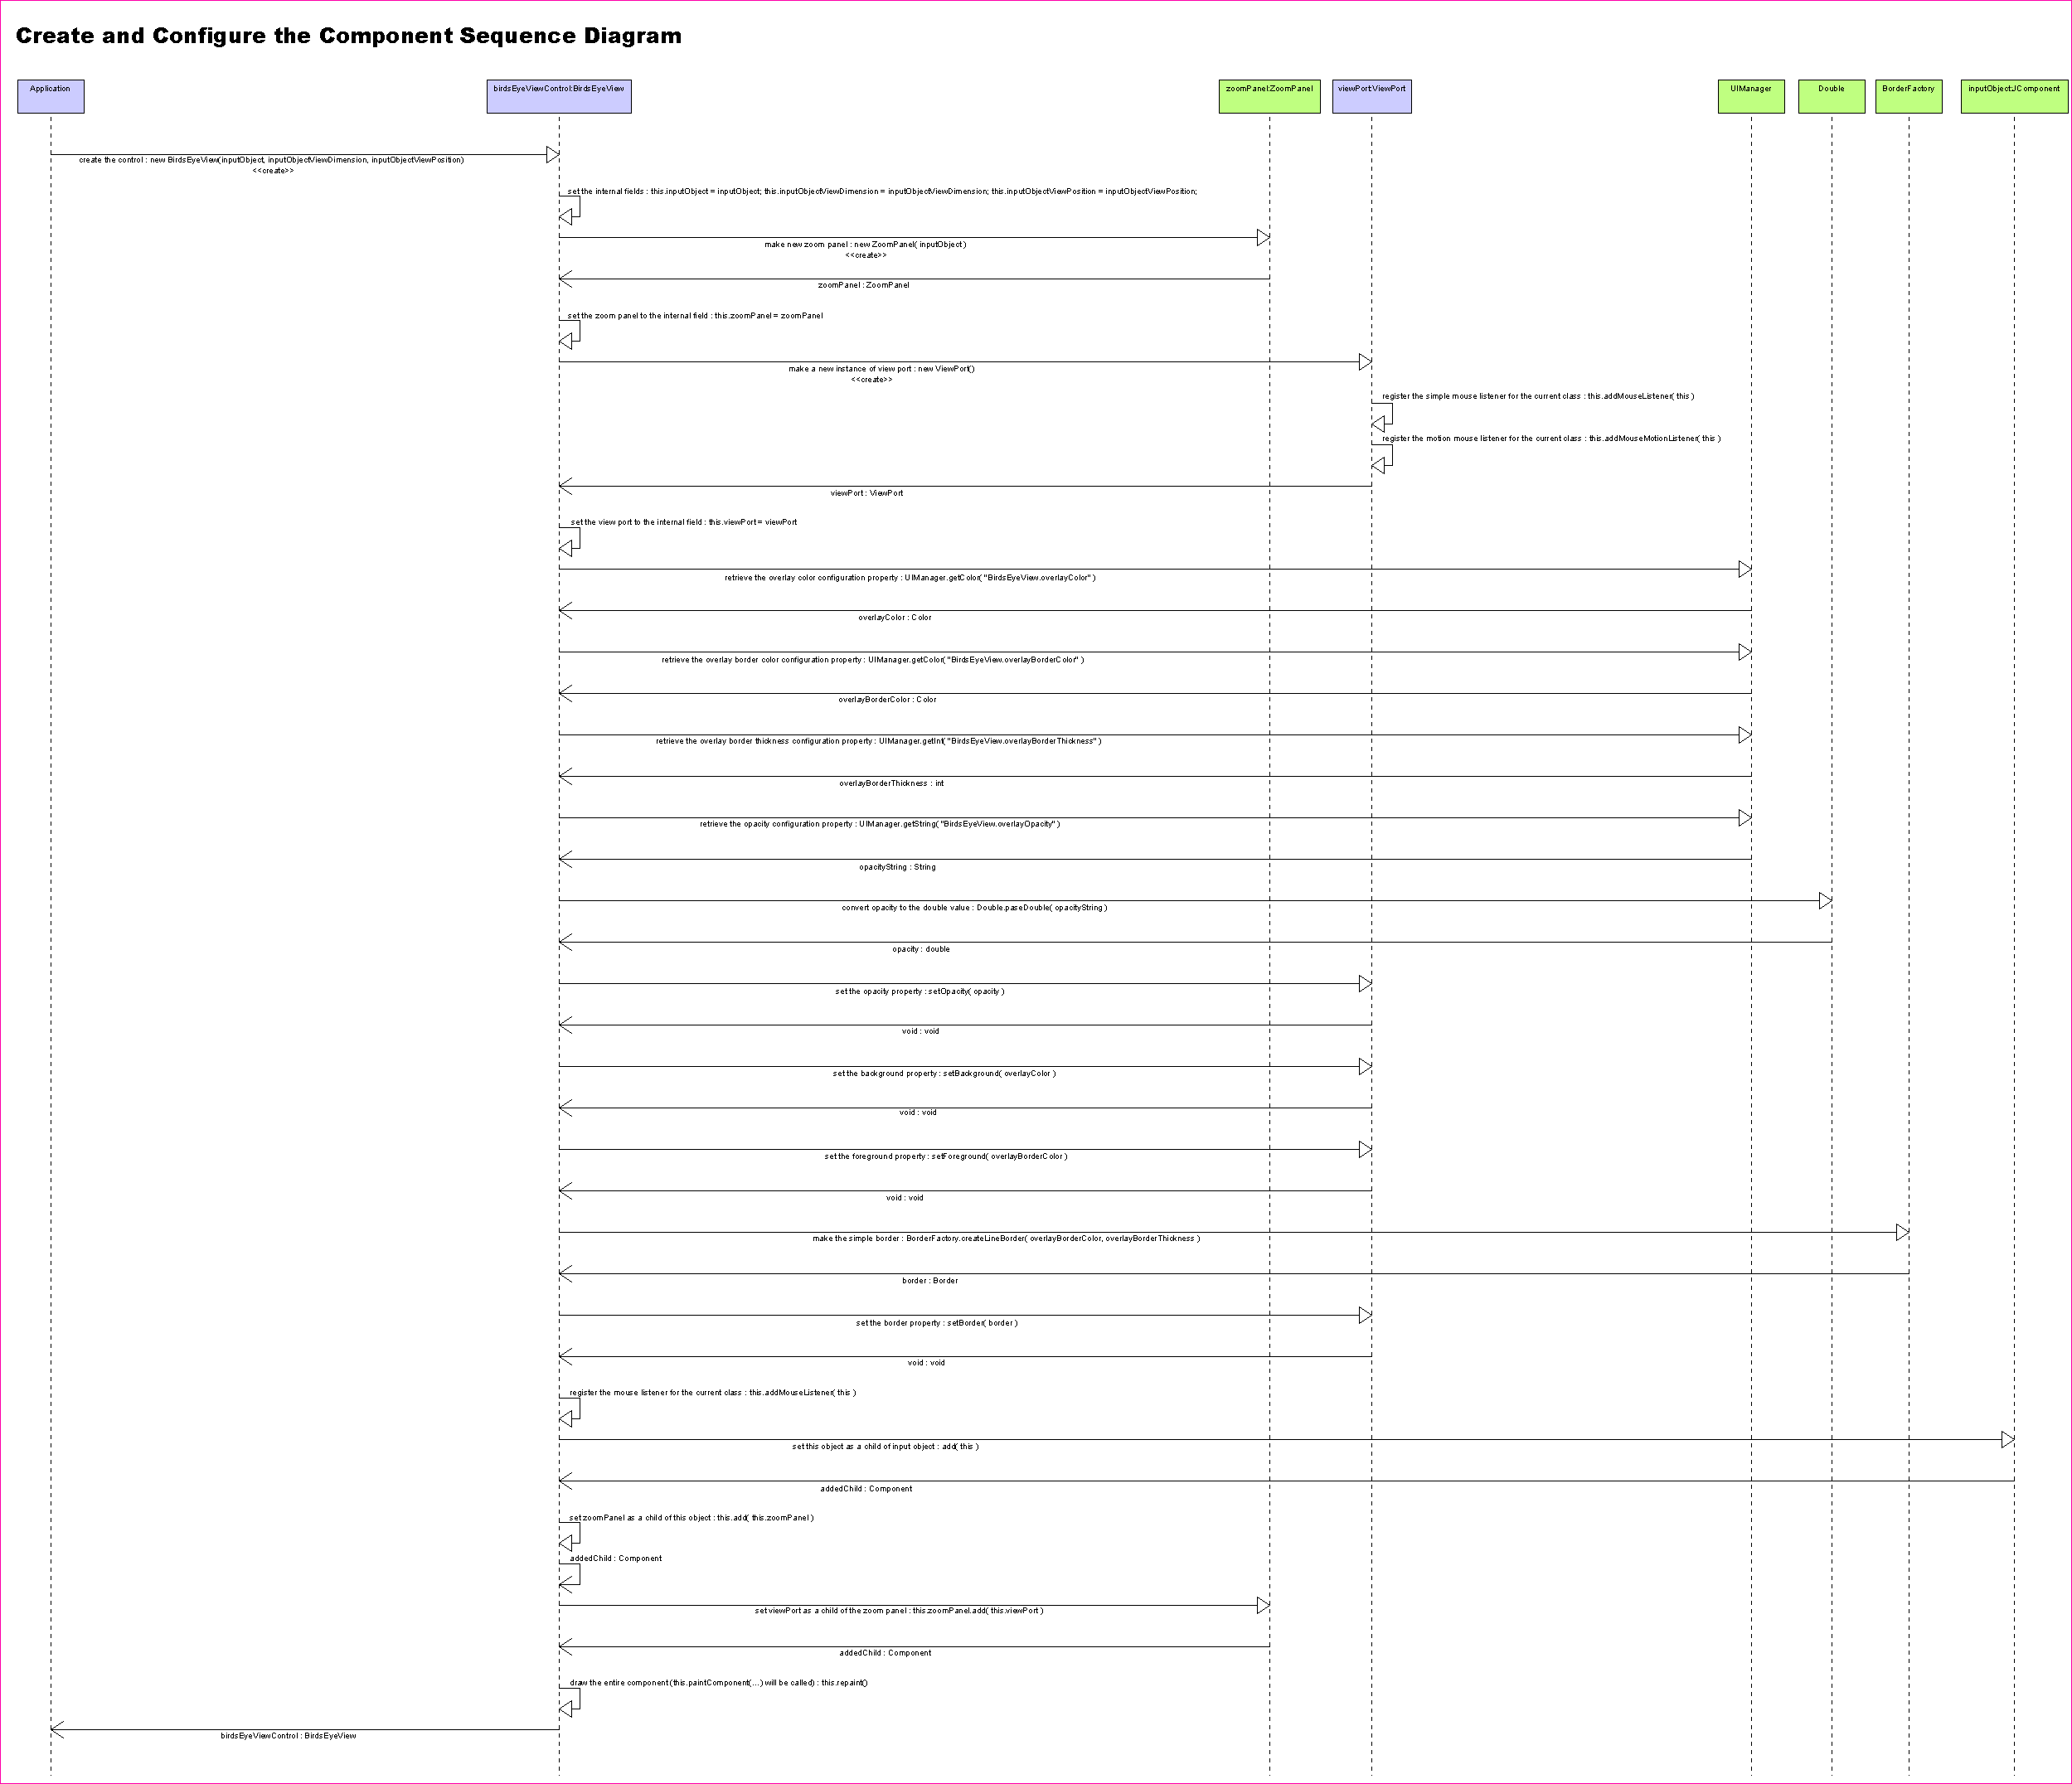 Create and Configure the Component Sequence Diagram
Application
birdsEyeViewControl:BirdsEyeView
zoomPanel:ZoomPanel
viewPort:ViewPort
UIManager
Double
BorderFactory
inputObject:JComponent
create the control : new BirdsEyeView(inputObject, inputObjectViewDimension, inputObjectViewPosition)
<<create>>
set the internal fields : this.inputObject = inputObject; this.inputObjectViewDimension = inputObjectViewDimension; this.inputObjectViewPosition = inputObjectViewPosition;
make new zoom panel : new ZoomPanel( inputObject )
<<create>>
zoomPanel : ZoomPanel
set the zoom panel to the internal field : this.zoomPanel = zoomPanel
make a new instance of view port : new ViewPort()
<<create>>
register the simple mouse listener for the current class : this.addMouseListener( this )
register the motion mouse listener for the current class : this.addMouseMotionListener( this )
viewPort : ViewPort
set the view port to the internal field : this.viewPort = viewPort
retrieve the overlay color configuration property : UIManager.getColor( "BirdsEyeView.overlayColor" )
overlayColor : Color
retrieve the overlay border color configuration property : UIManager.getColor( "BirdsEyeView.overlayBorderColor" )
overlayBorderColor : Color
retrieve the overlay border thickness configuration property : UIManager.getInt( "BirdsEyeView.overlayBorderThickness" )
overlayBorderThickness : int
retrieve the opacity configuration property : UIManager.getString( "BirdsEyeView.overlayOpacity" )
opacityString : String
convert opacity to the double value : Double.paseDouble( opacityString )
opacity : double
set the opacity property : setOpacity( opacity )
void : void
set the background property : setBackground( overlayColor )
void : void
set the foreground property : setForeground( overlayBorderColor )
void : void
make the simple border : BorderFactory.createLineBorder( overlayBorderColor, overlayBorderThickness )
border : Border
set the border property : setBorder( border )
void : void
register the mouse listener for the current class : this.addMouseListener( this )
set this object as a child of input object : add( this )
addedChild : Component
set zoomPanel as a child of this object : this.add( this.zoomPanel )
addedChild : Component
set viewPort as a child of the zoom panel : this.zoomPanel.add( this.viewPort )
addedChild : Component
draw the entire component (this.paintComponent(...) will be called) : this.repaint()
birdsEyeViewControl : BirdsEyeView